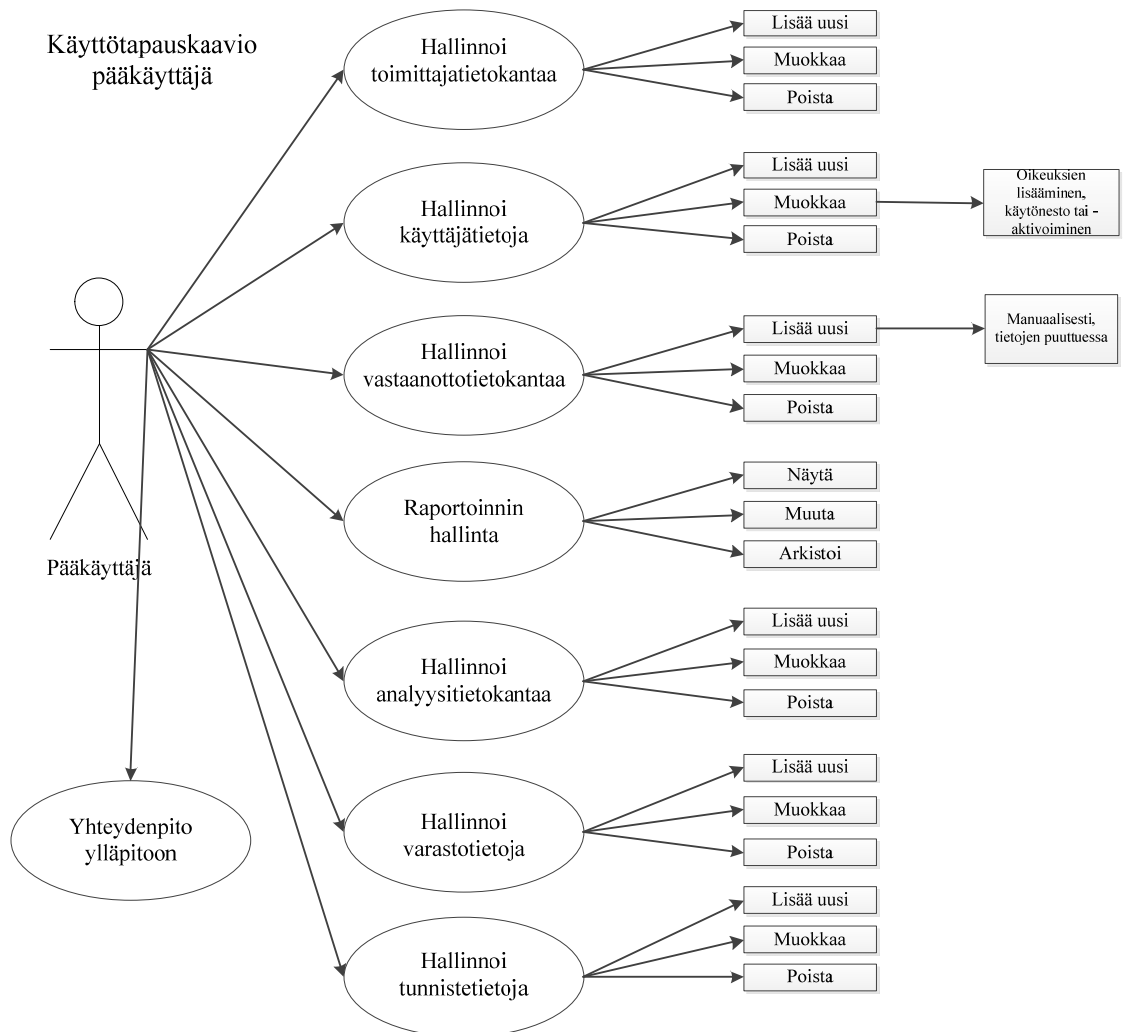 Käyttötapauskaavio
pääkäyttäjä
Hallinnoi
toimittajatietokantaa
Lisää uusi
Muokkaa
Poista
Hallinnoi
käyttäjätietoja
Lisää uusi
Muokkaa
Poista
Oikeuksien
lisääminen,
käytönesto tai -
aktivoiminen
Hallinnoi
vastaanottotietokantaa
Lisää uusi
Muokkaa
Poista
Manuaalisesti,
tietojen puuttuessa
Raportoinnin
hallinta
Näytä
Muuta
Arkistoi
Pääkäyttäjä
Hallinnoi
analyysitietokantaa
Lisää uusi
Muokkaa
Poista
Yhteydenpito
ylläpitoon
Hallinnoi
varastotietoja
Lisää uusi
Muokkaa
Poista
Hallinnoi
tunnistetietoja
Lisää uusi
Muokkaa
Poista